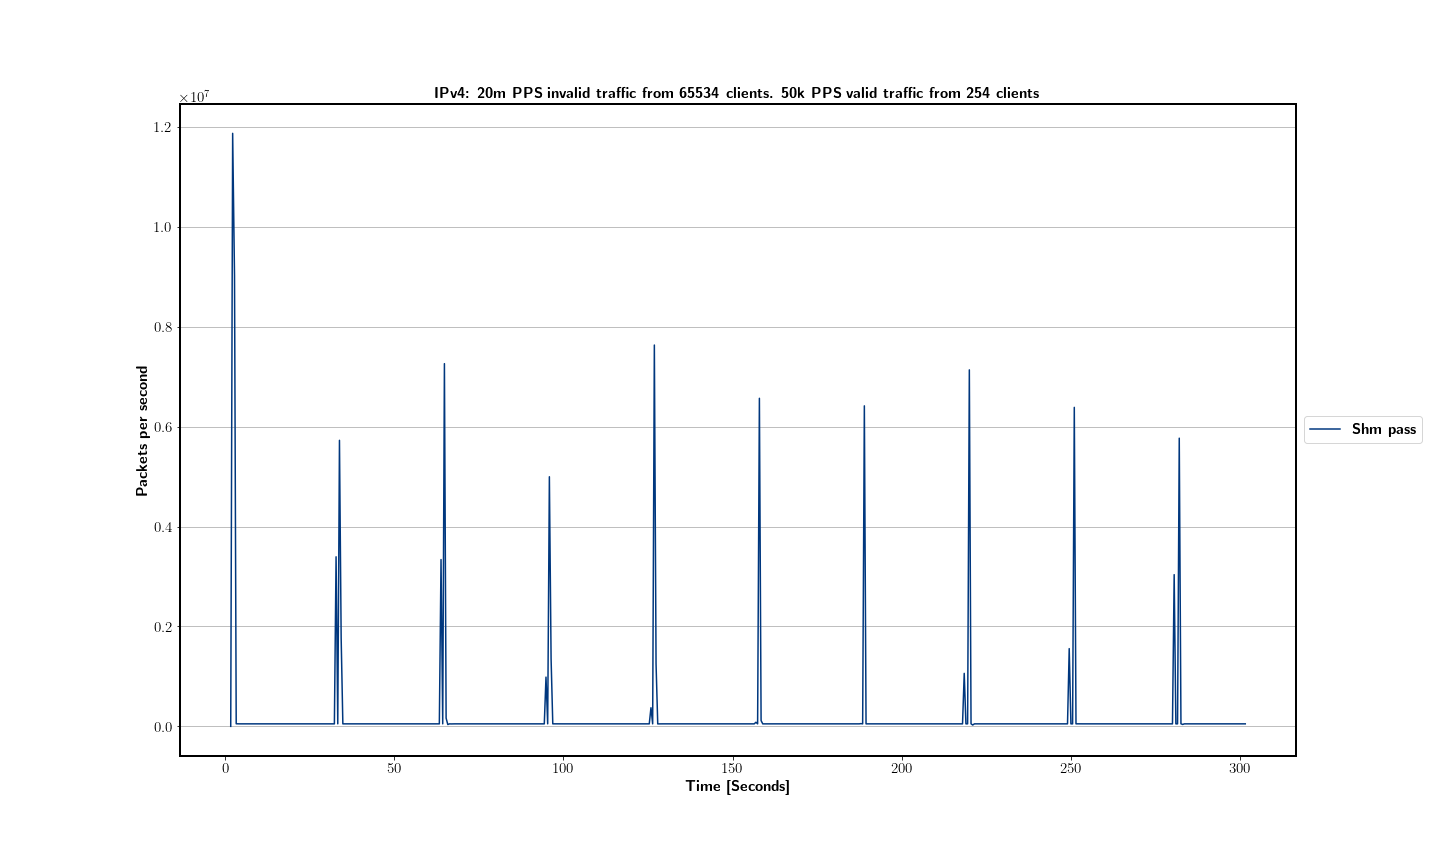 IPv4: 20m PPS invalid traffic from 65534 clients. 50k PPS valid traffic from 254 clients
×10⁷
1.2
1.0
0.8
0.6
0.4
0.2
0.0
Packets per second
Shm pass
0 50 100 150 200 250 300
Time [Seconds]